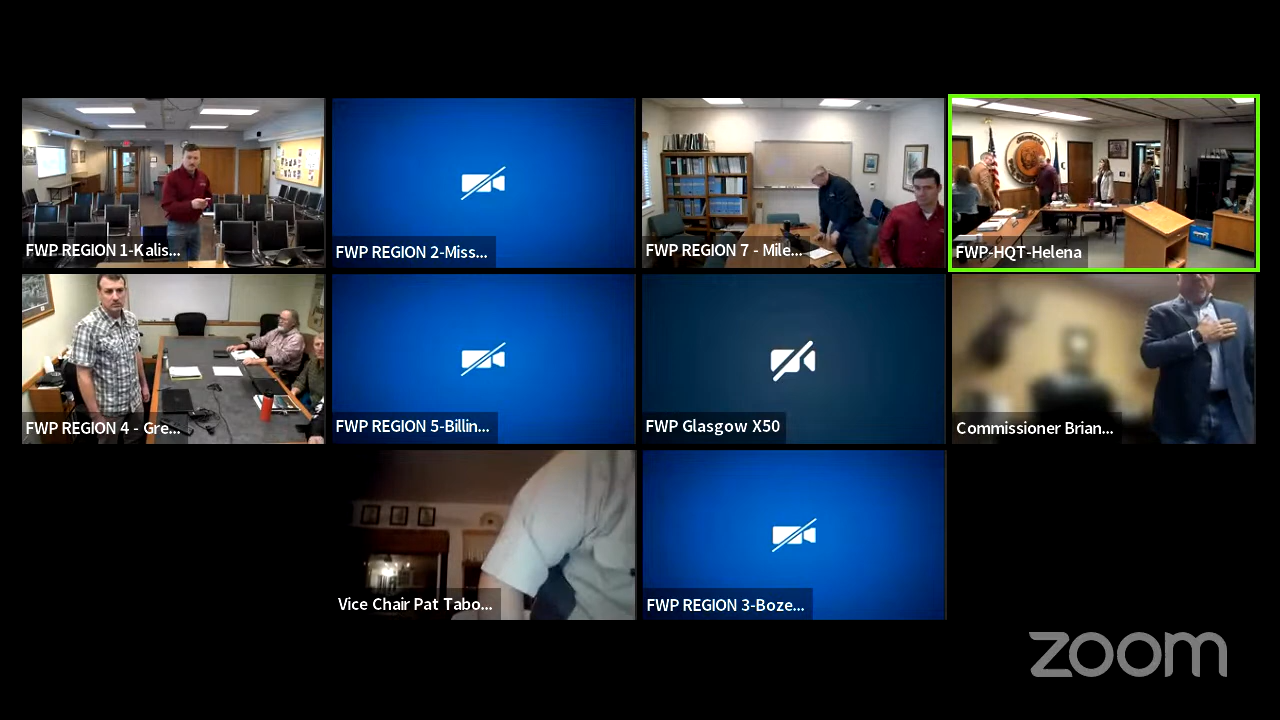 FWP REGION 1-Kalis...
FWP REGION 2-Miss...
FWP REGION 7 - Mile...
FWP-HQT-Helena
FWP REGION 4 - Gre...
FWP REGION 5-Billin...
FWP Glasgow X50
Commissioner Brian...
Vice Chair Pat Tabo...
FWP REGION 3-Boze...
zoom